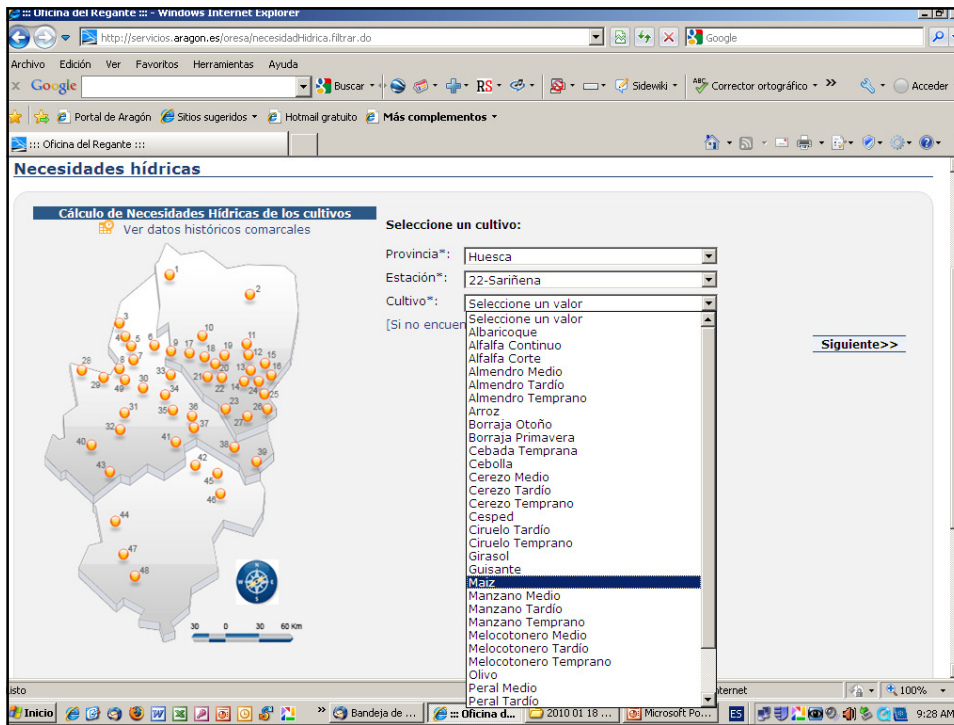 ::: Oficina del Regante ::: - Windows Internet Explorer
http://servicios.aragon.es/oresa/necesidadHidrica.filtrar.do
Google
Archivo Edición Ver Favoritos Herramientas Ayuda
x Google
Buscar
RS
Sidewiki
ABC Corrector ortográfico
»
Acceder
Portal de Aragón
Sitios sugeridos
Hotmail gratuito
Más complementos
::: Oficina del Regante :::
Necesidades hídricas
Cálculo de Necesidades Hídricas de los cultivos
Ver datos históricos comarcales
1
2
3
4 5 6 9 17 10 11
8 7 18 19 12 15
28 33 20 13 16
29 49 30 34 21 22 14 24 25
31 35 36 23 26
32 37 27
40 41 38 39
43 42
45
46
44
47
48
N
W E
S
30 0 30 60 Km
Seleccione un cultivo:
Provincia*: Huesca
Estación*: 22-Sariñena
Cultivo*: Seleccione un valor
[Si no encuen
Seleccione un valor
Albaricoque
Alfalfa Continuo
Alfalfa Corte
Almendro Medio
Almendro Tardío
Almendro Temprano
Arroz
Borraja Otoño
Borraja Primavera
Cebada Temprana
Cebolla
Cerezo Medio
Cerezo Tardío
Cerezo Temprano
Cesped
Ciruelo Tardío
Ciruelo Temprano
Girasol
Guisante
Maíz
Manzano Medio
Manzano Tardío
Manzano Temprano
Melocotonero Medio
Melocotonero Tardío
Melocotonero Temprano
Olivo
Peral Medio
Peral Tardío
Siguiente>>
isto
ternet
100%
Inicio
»
Bandeja de ...
::: Oficina d...
2010 01 18 ...
Microsoft Po...
ES
9:28 AM